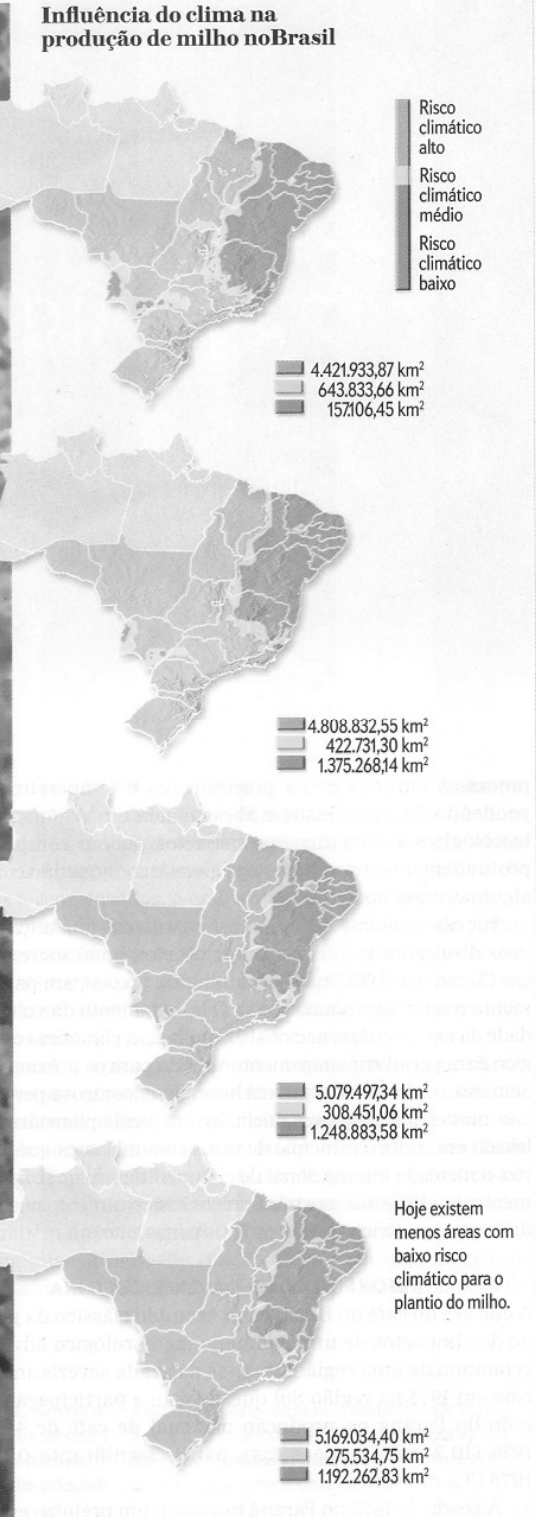 Influência do clima na
produção de milho noBrasil
Risco
climático
alto
Risco
climático
médio
Risco
climático
baixo
4.421.933,87 km²
643.833,66 km²
157.106,45 km²
4.808.832,55 km²
422.731,30 km²
1.375.268,14 km²
5.079.497,34 km²
308.451,06 km²
1.248.883,58 km²
Hoje existem
menos áreas com
baixo risco
climático para o
plantio do milho.
5.169.034,40 km²
275.534,75 km²
1.192.262,83 km²